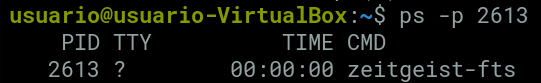 usuario@usuario-VirtualBox:~$ ps -p 2613
PID TTY TIME CMD
2613 ? 00:00:00 zeitgeist-fts